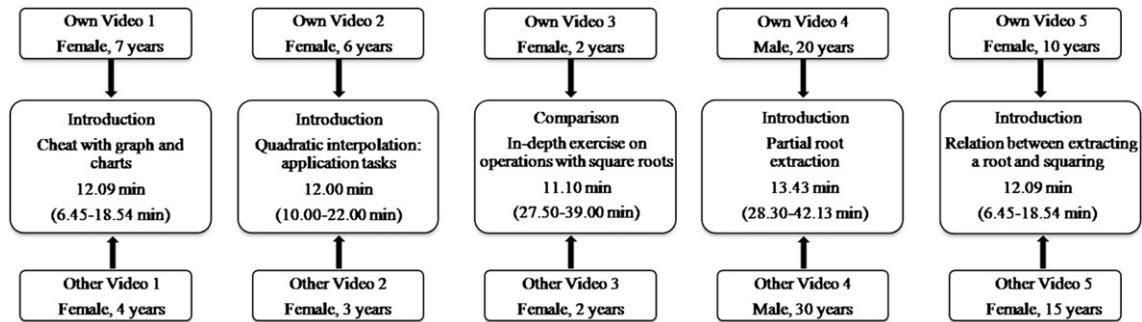 Own Video 1
Female, 7 years
Own Video 2
Female, 6 years
Own Video 3
Female, 2 years
Own Video 4
Male, 20 years
Own Video 5
Female, 10 years
Introduction
Cheat with graph and
charts
12.09 min
(6.45-18.54 min)
Introduction
Quadratic interpolation:
application tasks
12.00 min
(10.00-22.00 min)
Comparison
In-depth exercise on
operations with square roots
11.10 min
(27.50-39.00 min)
Introduction
Partial root
extraction
13.43 min
(28.30-42.13 min)
Introduction
Relation between extracting
a root and squaring
12.09 min
(6.45-18.54 min)
Other Video 1
Female, 4 years
Other Video 2
Female, 3 years
Other Video 3
Female, 2 years
Other Video 4
Male, 30 years
Other Video 5
Female, 15 years